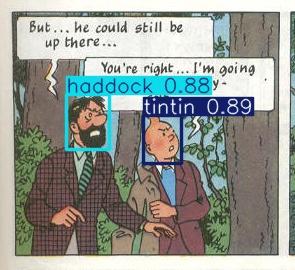 But... he could still be
up there...
You're right... I'm going
y-
haddock 0.88
tintin 0.89